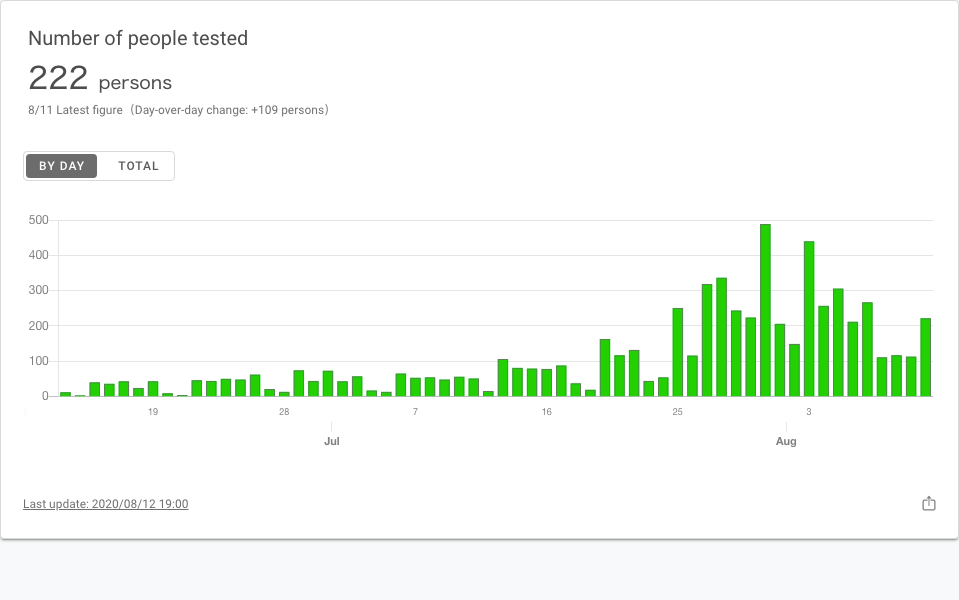 Number of people tested
222 persons
8/11 Latest figure（Day-over-day change: +109 persons）
BY DAY TOTAL
500
400
300
200
100
0
19 28 7 16 25 3
Jul Aug
Last update: 2020/08/12 19:00